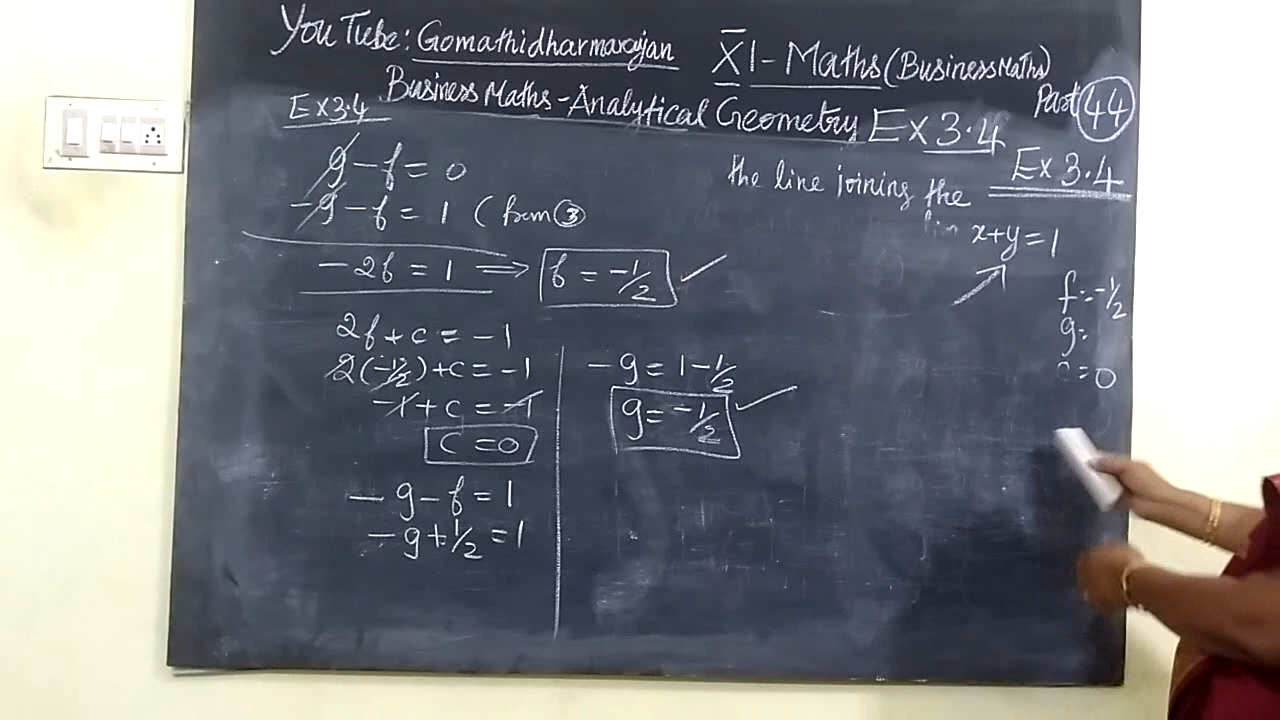 YouTube: Gomathidharmarajan XI - Maths (Business Maths)
Business Maths - Analytical Geometry Ex 3.4 Part 44
Ex 3.4
g - f = 0
-g - f = 1 (from ③
-2f = 1 ⟹ f = -1/2 ✓
2f + c = -1
2(-1/2) + c = -1
-1 + c = -1
c = 0
-g - f = 1
-g + 1/2 = 1
-g = 1 - 1/2
g = -1/2 ✓
Ex 3.4
the line joining the
x + y = 1
f = -1/2
g =
c = 0